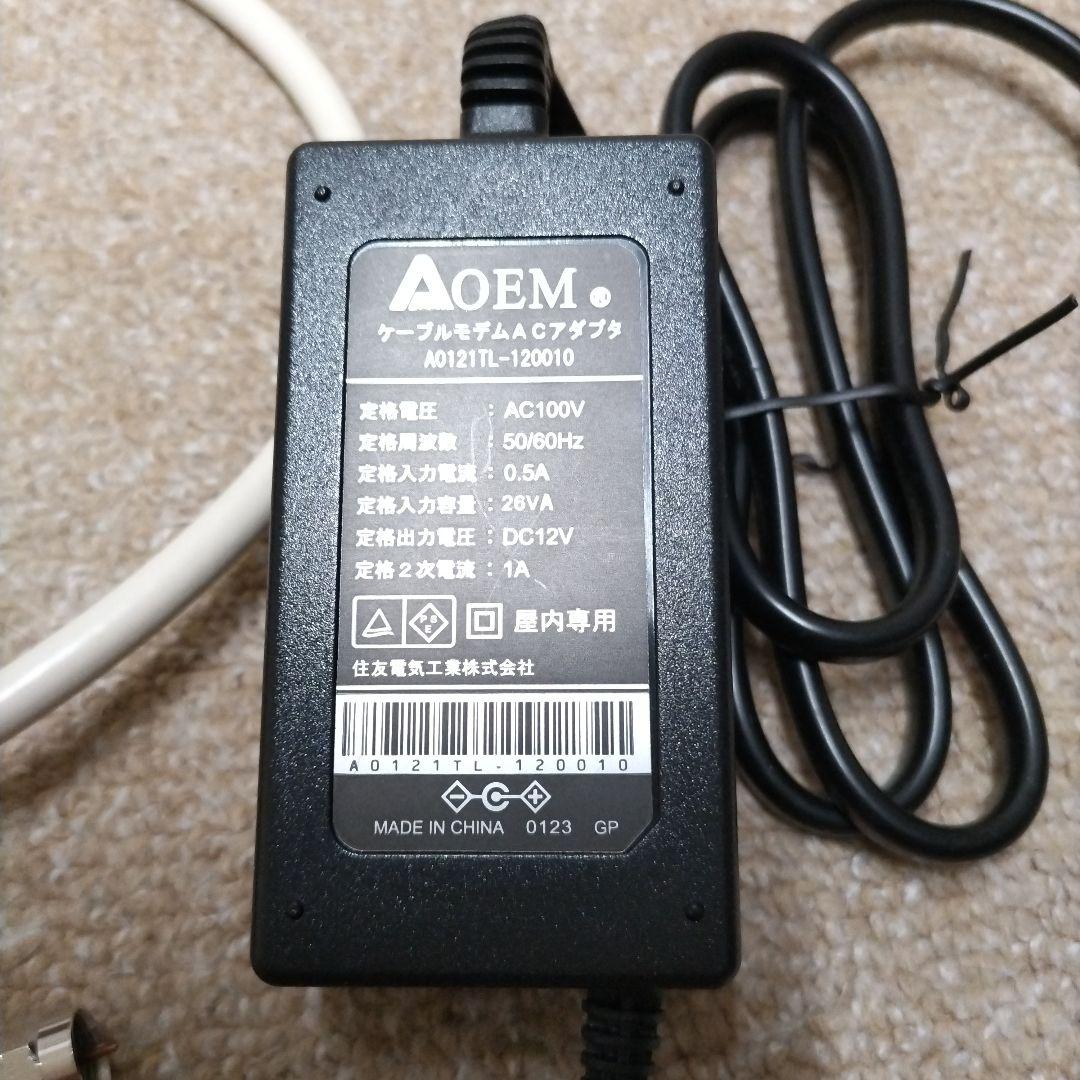 AOEM
ケーブルモデムACアダプタ
A0121TL-120010
定格電圧 : AC100V
定格周波数 : 50/60Hz
定格入力電流 : 0.5A
定格入力容量 : 26VA
定格出力電圧 : DC12V
定格2次電流 : 1A
PSE 屋内専用
住友電気工業株式会社
A0121TL-120010
MADE IN CHINA 0123 GP